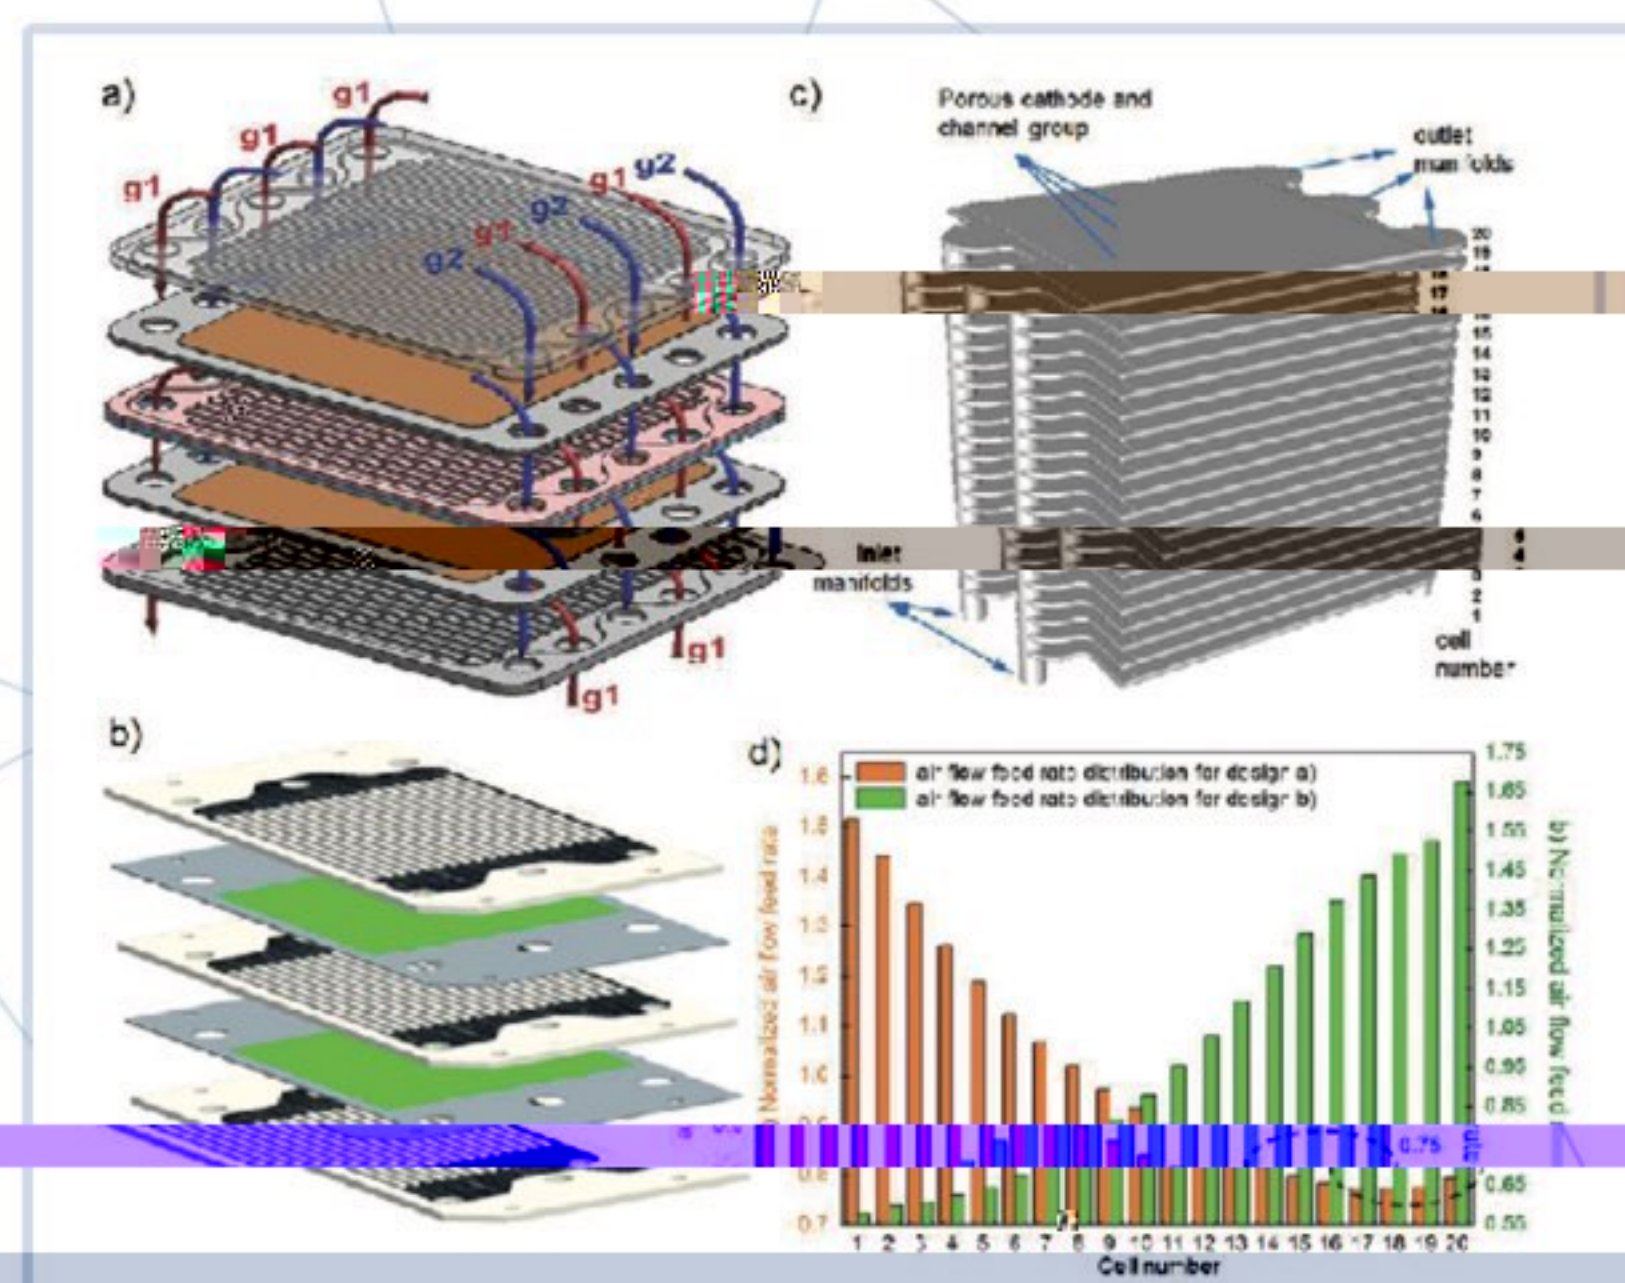 a)
g1
g1
g1
g1
g2
g2
g1
g2
g1
g1
c)
Porous cathode and
channel group
outlet
manifolds
20
19
17
15
14
13
12
11
10
9
8
7
6
4
Inlet
manifolds
2
1
cell
number
b)
d)
air flow feed rate distribution for design a)
air flow feed rate distribution for design b)
Normalized air flow feed rate
1.6
1.5
1.4
1.3
1.1
1.0
0.7
1.75
1.65
1.55
1.45
1.35
1.25
1.15
1.05
0.95
0.85
0.75
0.65
0.55
b) Normalized air flow feed
1 2 3 4 5 6 7 8 9 10 11 12 13 14 15 16 17 18 19 20
Cell number